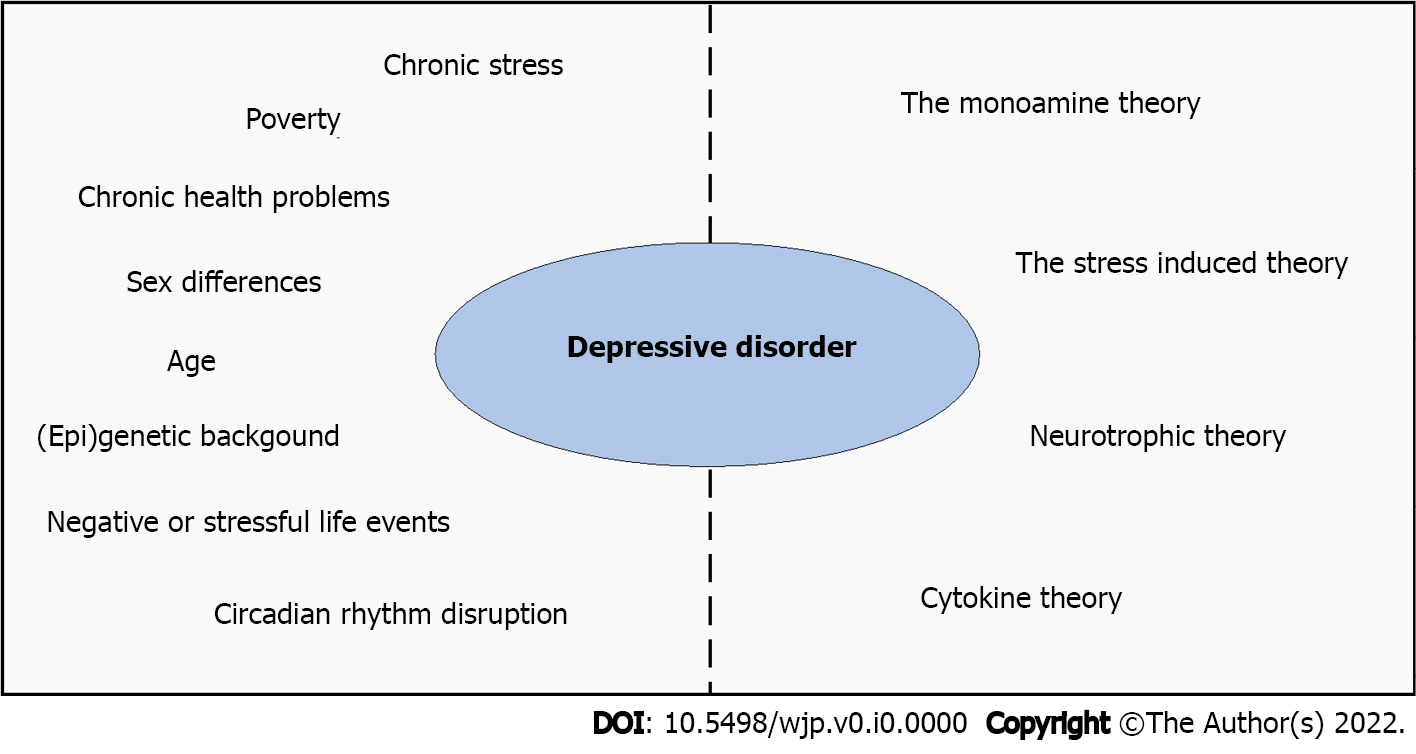 Chronic stress
Poverty
Chronic health problems
Sex differences
Age
(Epi)genetic backgound
Negative or stressful life events
Circadian rhythm disruption
Depressive disorder
The monoamine theory
The stress induced theory
Neurotrophic theory
Cytokine theory
DOI: 10.5498/wjp.v0.i0.0000 Copyright ©The Author(s) 2022.